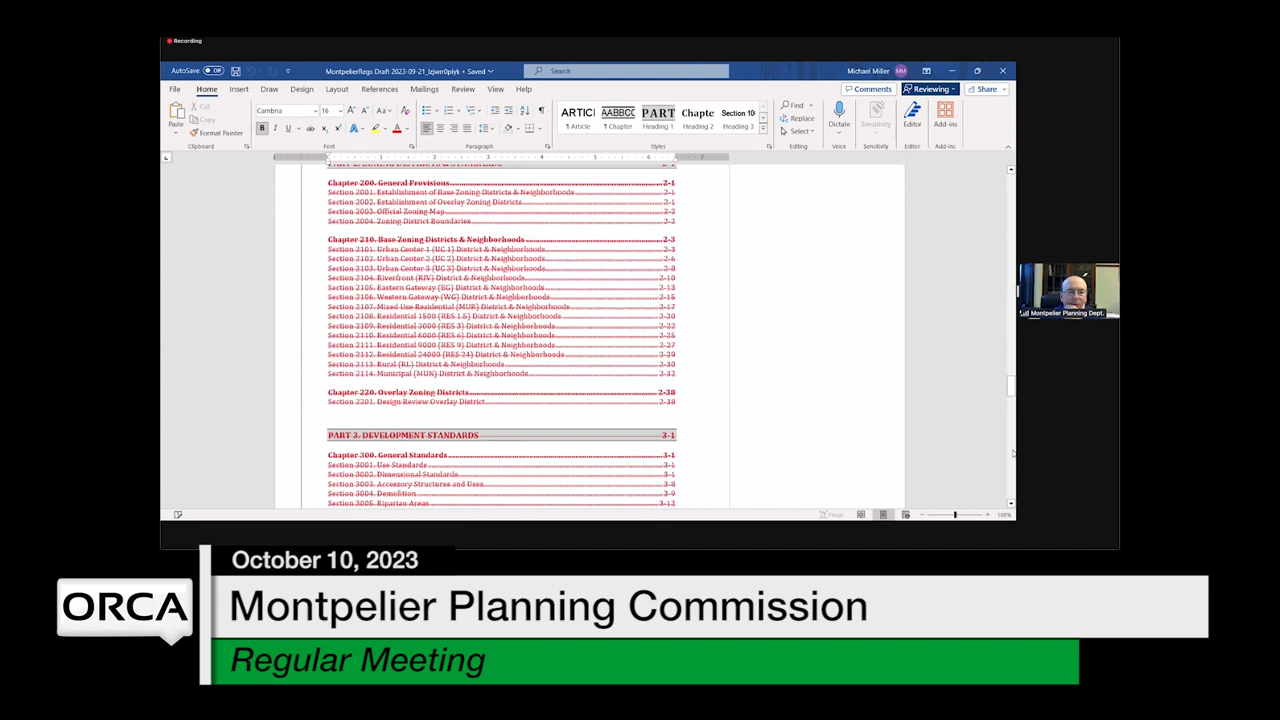 Recording
AutoSave Off MontpelierRegs Draft 2023-09-21_lzjwrr0piyk • Saved Search Michael Miller MM
File Home Insert Draw Design Layout References Mailings Review View Help Comments Reviewing Share
Paste Cut Copy Format Painter Clipboard
Cambria 16 Font
Paragraph
ARTICl AABBCC PART Chapte Section 10
¶ Article ¶ Chapter Heading 1 Heading 2 Heading 3 Styles
Find Replace Select Editing
Dictate Voice
Sensitivity Sensitivity
Editor Editor
Add-ins Add-ins
1 2 3 4 5 6 7
Chapter 200. General Provisions 2-1
Section 2001. Establishment of Base Zoning Districts & Neighborhoods 2-1
Section 2002. Establishment of Overlay Zoning Districts 2-1
Section 2003. Official Zoning Map 2-2
Section 2004. Zoning District Boundaries 2-2
Chapter 210. Base Zoning Districts & Neighborhoods 2-3
Section 2101. Urban Center 1 (UC 1) District & Neighborhoods 2-3
Section 2102. Urban Center 2 (UC 2) District & Neighborhoods 2-6
Section 2103. Urban Center 3 (UC 3) District & Neighborhoods 2-8
Section 2104. Riverfront (RIV) District & Neighborhoods 2-10
Section 2105. Eastern Gateway (EG) District & Neighborhoods 2-13
Section 2106. Western Gateway (WG) District & Neighborhoods 2-15
Section 2107. Mixed Use Residential (MUR) District & Neighborhoods 2-17
Section 2108. Residential 1500 (RES 1.5) District & Neighborhoods 2-20
Section 2109. Residential 3000 (RES 3) District & Neighborhoods 2-22
Section 2110. Residential 6000 (RES 6) District & Neighborhoods 2-25
Section 2111. Residential 9000 (RES 9) District & Neighborhoods 2-27
Section 2112. Residential 24000 (RES 24) District & Neighborhoods 2-29
Section 2113. Rural (RL) District & Neighborhoods 2-30
Section 2114. Municipal (MUN) District & Neighborhoods 2-32
Chapter 220. Overlay Zoning Districts 2-38
Section 2201. Design Review Overlay District 2-38
PART 3. DEVELOPMENT STANDARDS 3-1
Chapter 300. General Standards 3-1
Section 3001. Use Standards 3-1
Section 3002. Dimensional Standards 3-1
Section 3003. Accessory Structures and Uses 3-8
Section 3004. Demolition 3-9
Section 3005. Riparian Areas 3-12
Focus 100%
Montpelier Planning Dept.
October 10, 2023
ORCA
Montpelier Planning Commission
Regular Meeting